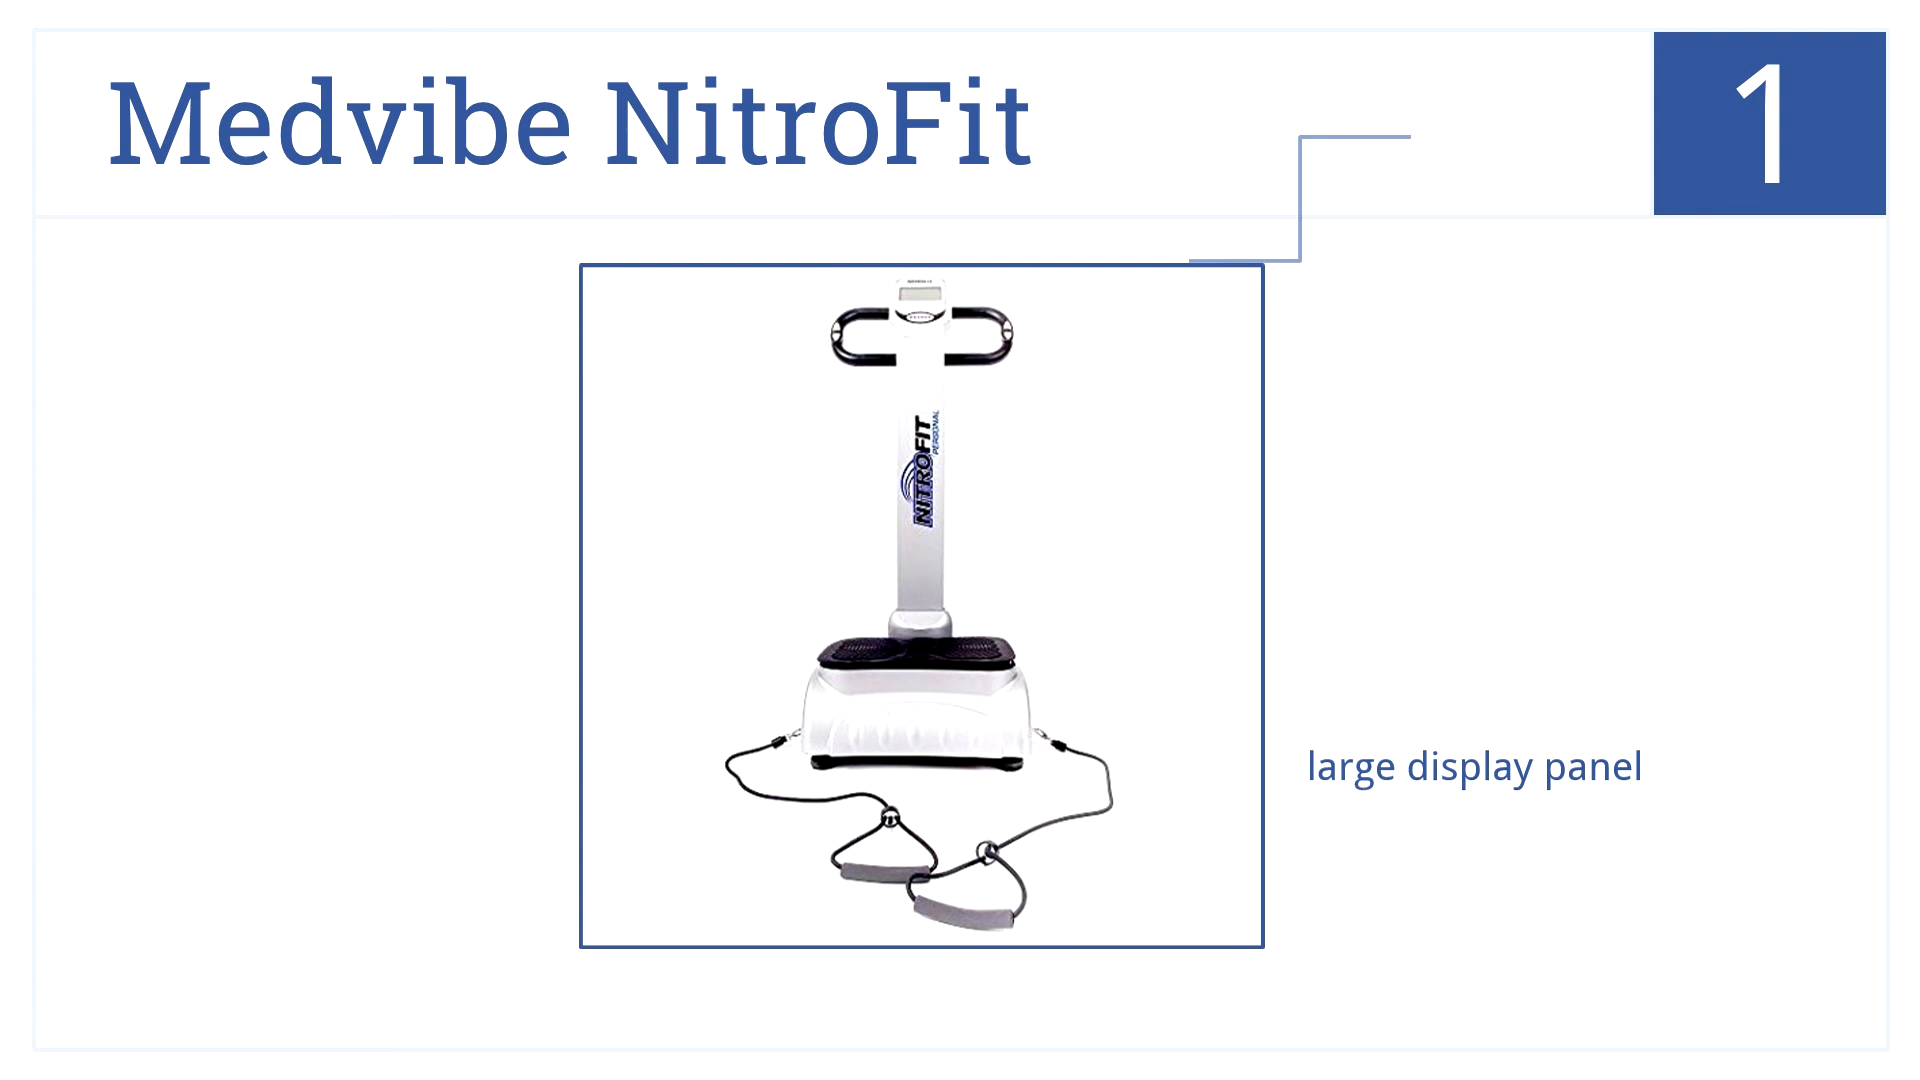 Medvibe NitroFit
1
NITROFIT
PERSONAL
large display panel